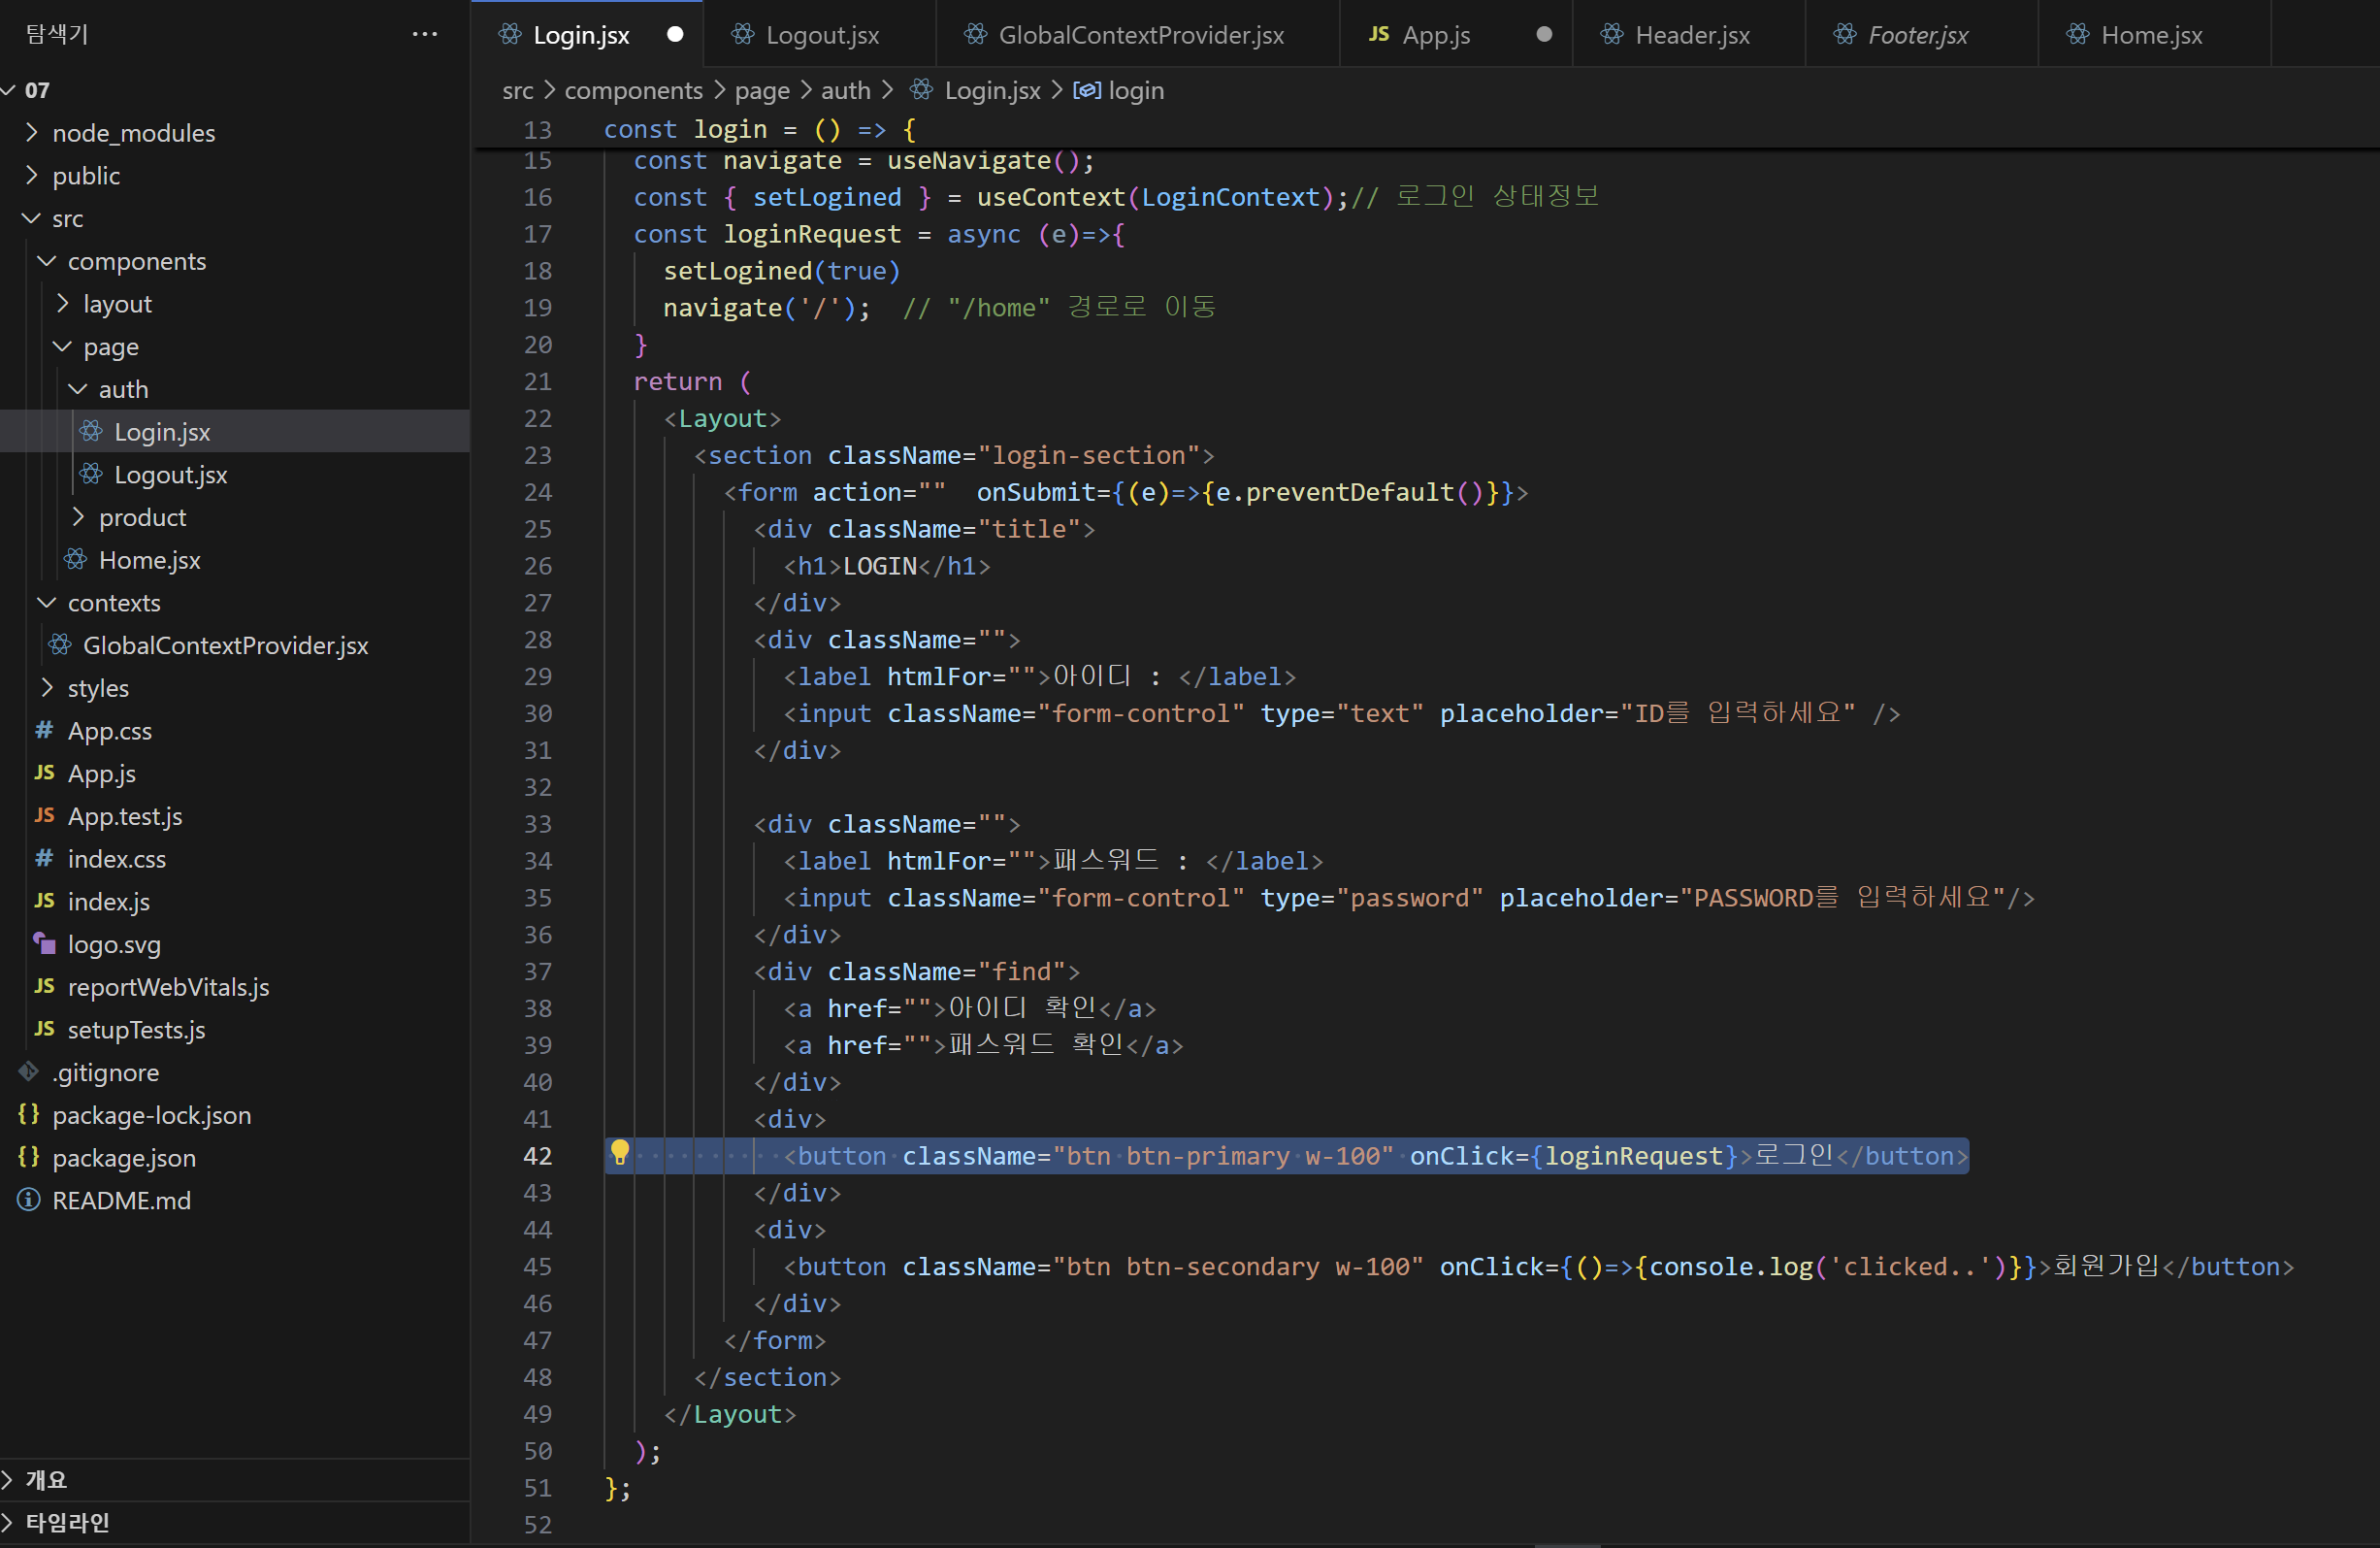 탐색기
07
node_modules
public
src
components
layout
page
auth
Login.jsx
Logout.jsx
product
Home.jsx
contexts
GlobalContextProvider.jsx
styles
# App.css
JS App.js
JS App.test.js
# index.css
JS index.js
logo.svg
JS reportWebVitals.js
JS setupTests.js
.gitignore
{} package-lock.json
{} package.json
README.md
개요
타임라인
Login.jsx Logout.jsx GlobalContextProvider.jsx JS App.js Header.jsx Footer.jsx Home.jsx
src > components > page > auth > Login.jsx > login
13 const login = () => {
15 const navigate = useNavigate();
16 const { setLogined } = useContext(LoginContext);// 로그인 상태정보
17 const loginRequest = async (e)=>{
18 setLogined(true)
19 navigate('/'); // "/home" 경로로 이동
20 }
21 return (
22 <Layout>
23 <section className="login-section">
24 <form action=""  onSubmit={(e)=>{e.preventDefault()}}>
25 <div className="title">
26 <h1>LOGIN</h1>
27 </div>
28 <div className="">
29 <label htmlFor="">아이디 : </label>
30 <input className="form-control" type="text" placeholder="ID를 입력하세요" />
31 </div>
32
33 <div className="">
34 <label htmlFor="">패스워드 : </label>
35 <input className="form-control" type="password" placeholder="PASSWORD를 입력하세요"/>
36 </div>
37 <div className="find">
38 <a href="">아이디 확인</a>
39 <a href="">패스워드 확인</a>
40 </div>
41 <div>
42 <button className="btn btn-primary w-100" onClick={loginRequest}>로그인</button>
43 </div>
44 <div>
45 <button className="btn btn-secondary w-100" onClick={()=>{console.log('clicked..')}}>회원가입</button>
46 </div>
47 </form>
48 </section>
49 </Layout>
50 );
51 };
52